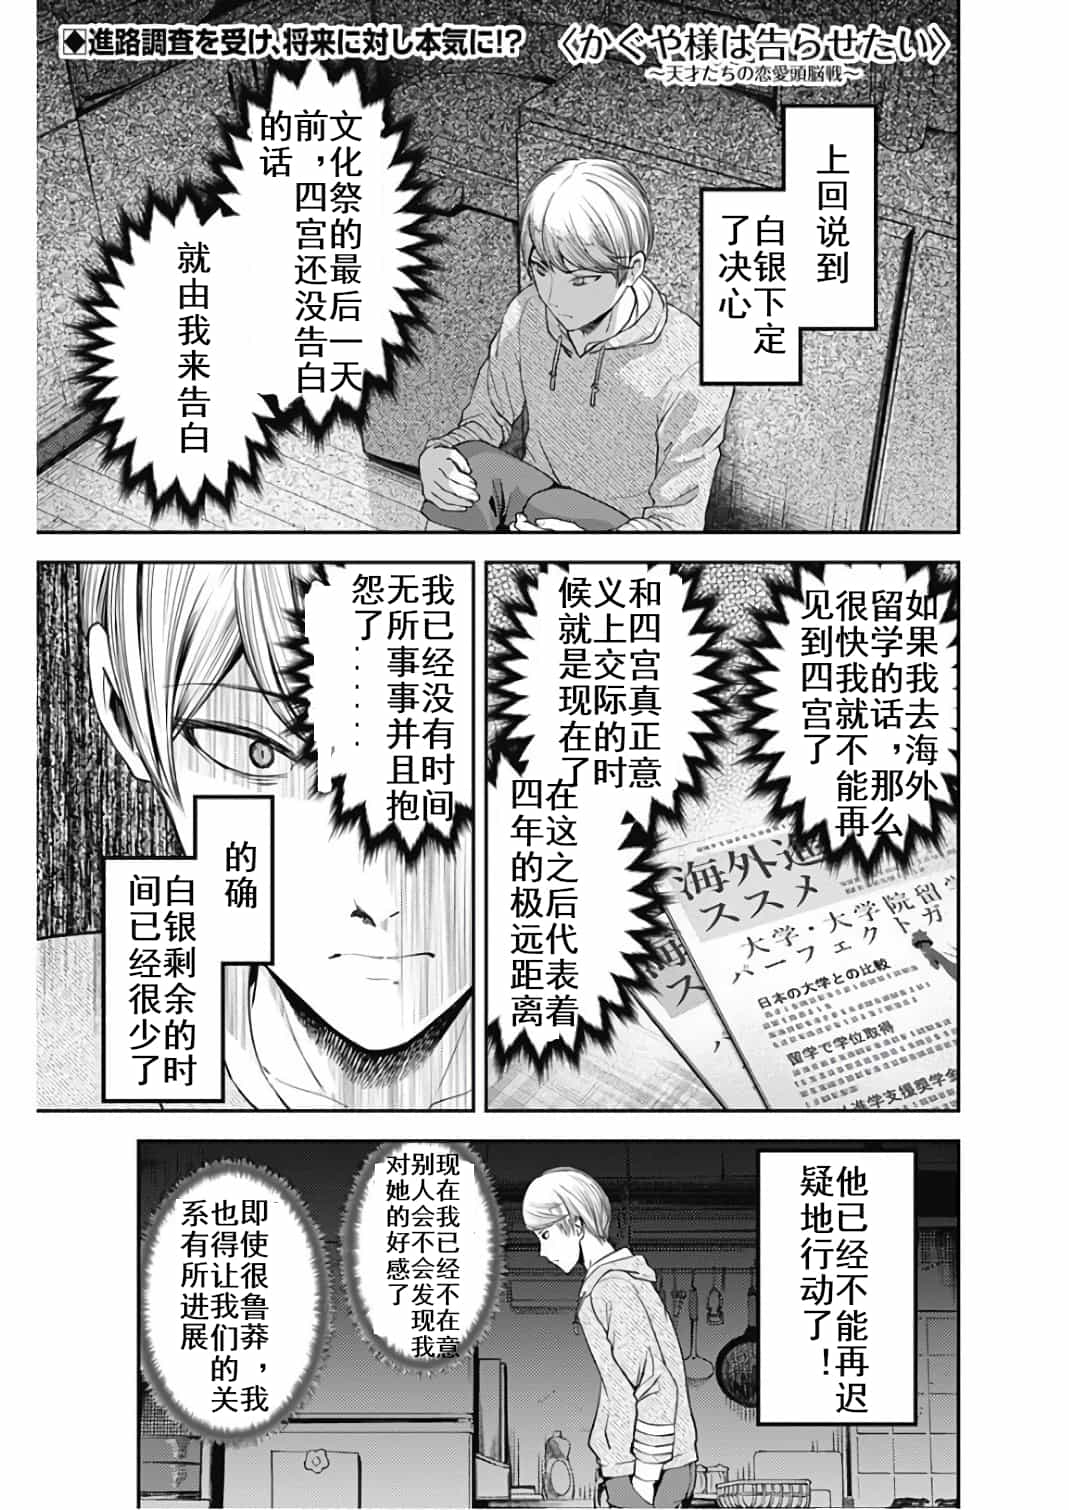 ◆進路調査を受け、将来に対し本気に!?
〈かぐや様は告らせたい〉
～天才たちの恋愛頭脳戦～
上回说到
白银下定
了决心
文化祭的最后一天
前，四宫还没告白
的话
就由我来告白
如果我去海外
留学的话，那么
很快我就不能再
见到四宫了
和四宫真正意
义上交际的时
候就是现在了
在这之后代表着
四年的极远距离
海外進
ススメ
大学・大学院留学
パーフェクトガ
日本の大学との比較
留学で学位取得
進学支援奨学金
我已经没有时间
无所事事并且抱
怨了……
的确
白银剩余的时
间已经很少了
他已经不能再迟
疑地行动了！
现在我已经不在意
别人会不会发现我
对她的好感了
即使很鲁莽，我
也得让我们的关
系有所进展